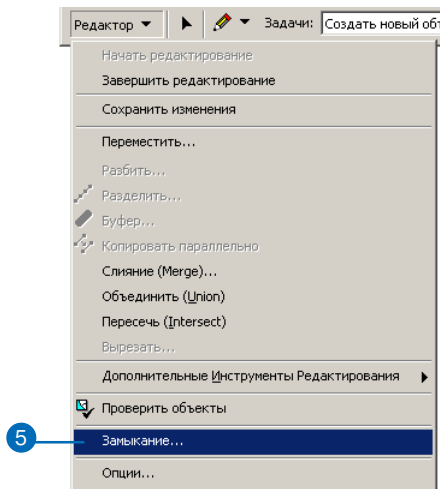 Редактор Задачи: Создать новый об
Начать редактирование
Завершить редактирование
Сохранить изменения
Переместить...
Разбить...
Разделить...
Буфер...
Копировать параллельно
Слияние (Merge)...
Объединить (Union)
Пересечь (Intersect)
Вырезать...
Дополнительные Инструменты Редактирования
Проверить объекты
5 Замыкание...
Опции...